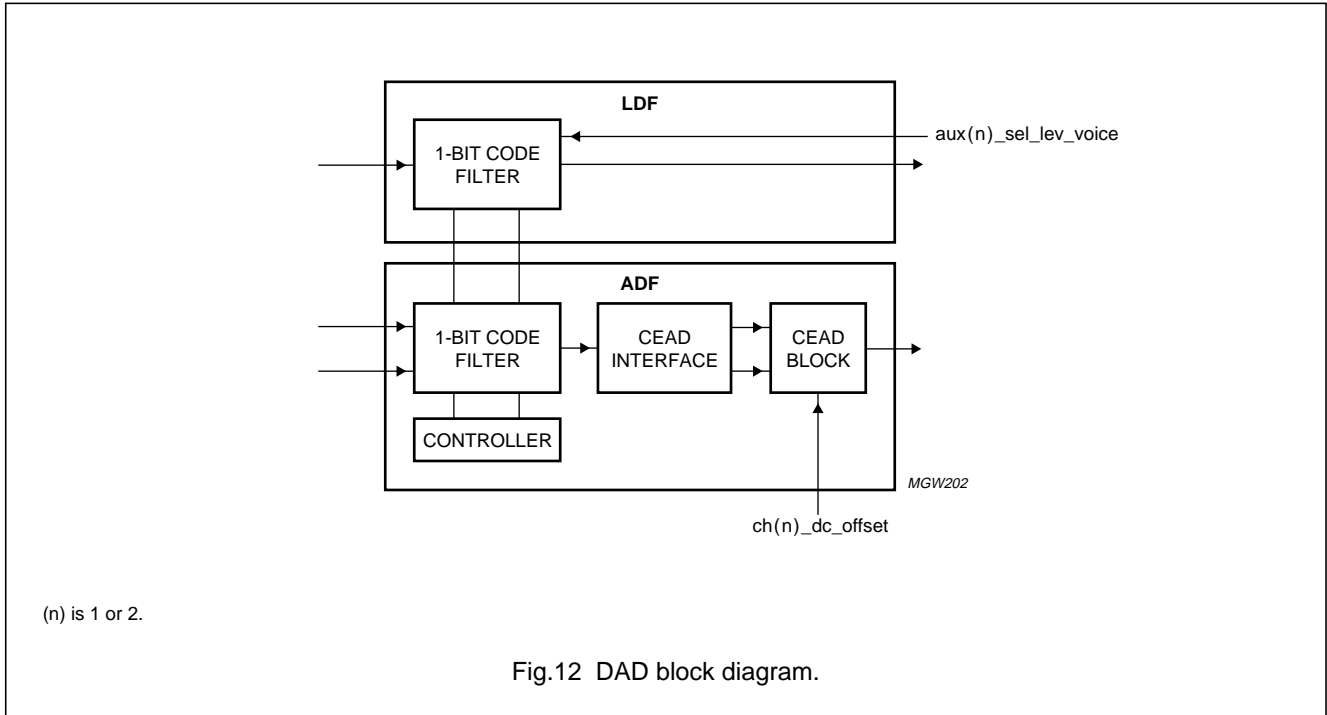 LDF
1-BIT CODE
FILTER
aux(n)_sel_lev_voice
ADF
1-BIT CODE
FILTER
CEAD
INTERFACE
CEAD
BLOCK
CONTROLLER
MGW202
ch(n)_dc_offset
(n) is 1 or 2.
Fig.12 DAD block diagram.